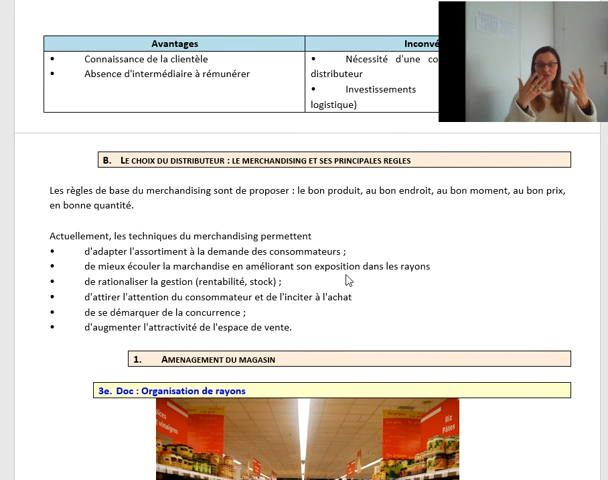 Avantages
Inconvé
• Connaissance de la clientèle
• Absence d'intermédiaire à rémunérer
• Nécessité d'une co
distributeur
• Investissements
logistique)
B. LE CHOIX DU DISTRIBUTEUR : LE MERCHANDISING ET SES PRINCIPALES REGLES
Les règles de base du merchandising sont de proposer : le bon produit, au bon endroit, au bon moment, au bon prix,
en bonne quantité.
Actuellement, les techniques du merchandising permettent
• d'adapter l'assortiment à la demande des consommateurs ;
• de mieux écouler la marchandise en améliorant son exposition dans les rayons
• de rationaliser la gestion (rentabilité, stock) ;
• d'attirer l'attention du consommateur et de l'inciter à l'achat
• de se démarquer de la concurrence ;
• d'augmenter l'attractivité de l'espace de vente.
1. AMENAGEMENT DU MAGASIN
3e. Doc : Organisation de rayons
Riz
Pâtes